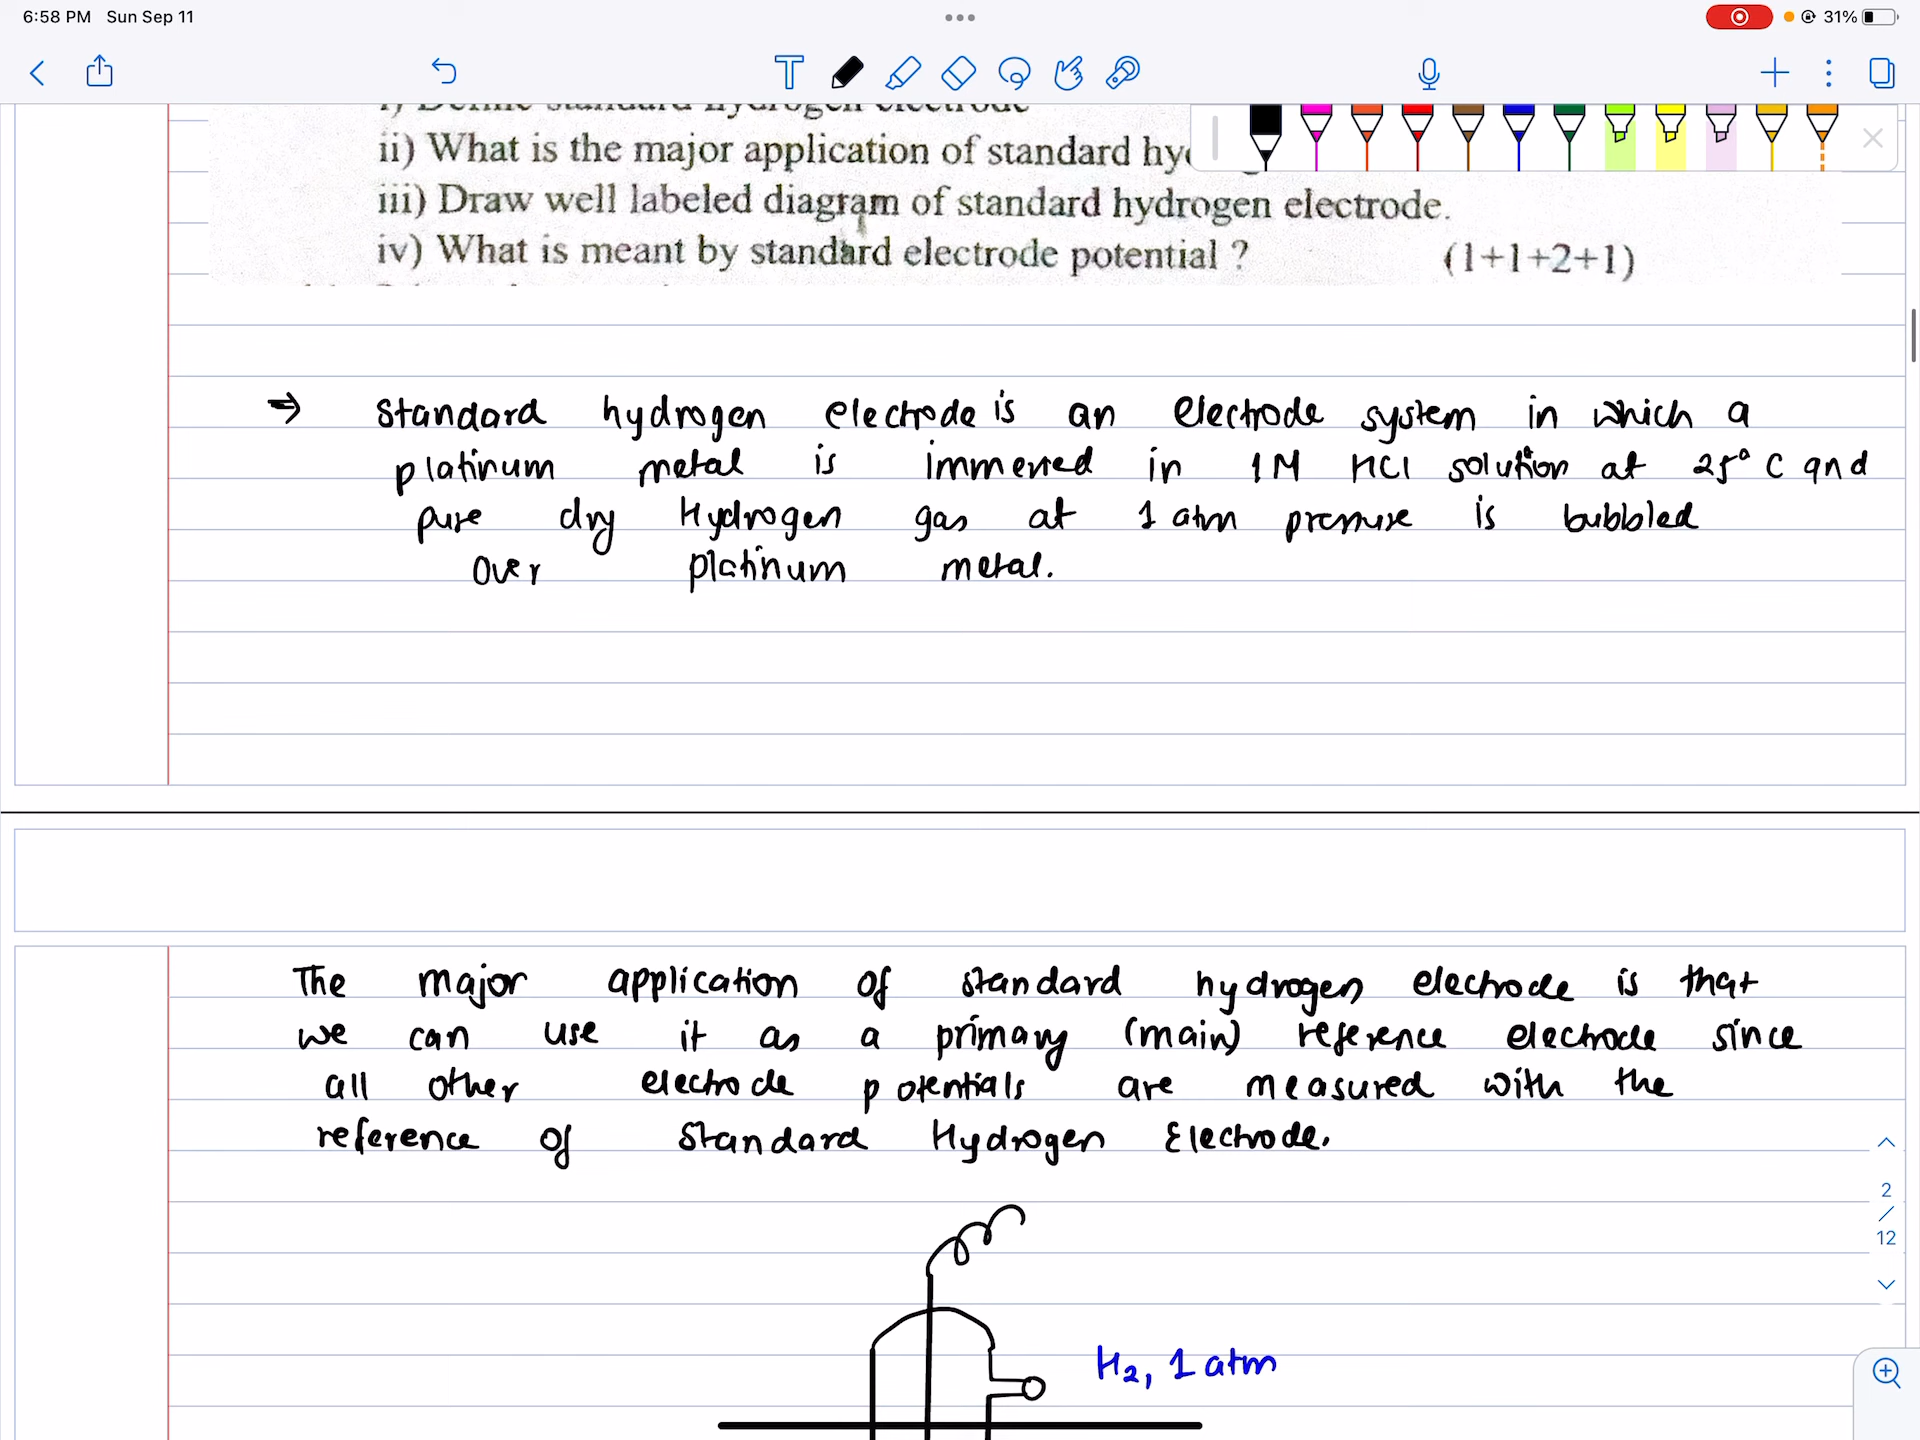 6:58 PM Sun Sep 11
31%
i) Define standard hydrogen electrode
ii) What is the major application of standard hy
iii) Draw well labeled diagram of standard hydrogen electrode.
iv) What is meant by standard electrode potential ? (1+1+2+1)
⇒ Standard hydrogen electrode is an electrode system in which a
platinum metal is immersed in 1M HCl solution at 25° C and
pure dry Hydrogen gas at 1 atm pressure is bubbled
over platinum metal.
The major application of standard hydrogen electrode is that
we can use it as a primary (main) reference electrode since
all other electrode potentials are measured with the
reference of Standard Hydrogen Electrode.
2
/
12
H₂, 1 atm